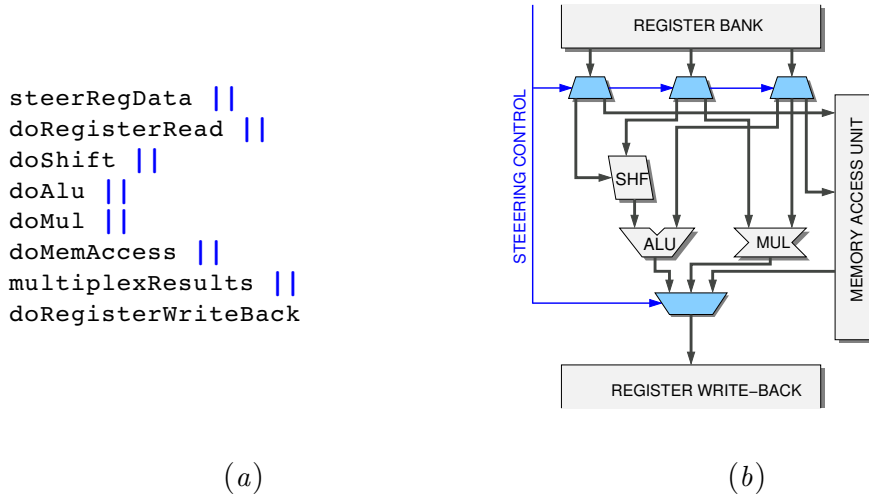 steerRegData ||
doRegisterRead ||
doShift ||
doAlu ||
doMul ||
doMemAccess ||
multiplexResults ||
doRegisterWriteBack
(a)
REGISTER BANK
STEEERING CONTROL
SHF
ALU
MUL
MEMORY ACCESS UNIT
REGISTER WRITE-BACK
(b)